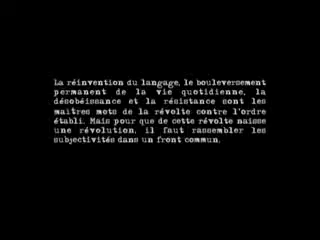 La réinvention du langage, le bouleversement
permanent de la vie quotidienne, la
désobéissance et la résistance sont les
maîtres mots de la révolte contre l'ordre
établi. Mais pour que de cette révolte naisse
une révolution, il faut rassembler les
subjectivités dans un front commun.